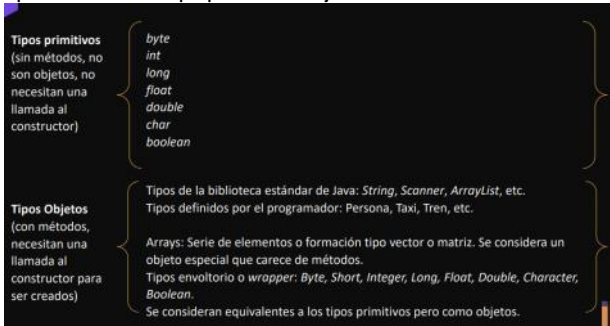 Tipos primitivos
(sin métodos, no
son objetos, no
necesitan una
llamada al
constructor)
byte
int
long
float
double
char
boolean
Tipos Objetos
(con métodos,
necesitan una
llamada al
constructor para
ser creados)
Tipos de la biblioteca estándar de Java: String, Scanner, ArrayList, etc.
Tipos definidos por el programador: Persona, Taxi, Tren, etc.
Arrays: Serie de elementos o formación tipo vector o matriz. Se considera un
objeto especial que carece de métodos.
Tipos envoltorio o wrapper: Byte, Short, Integer, Long, Float, Double, Character,
Boolean.
Se consideran equivalentes a los tipos primitivos pero como objetos.